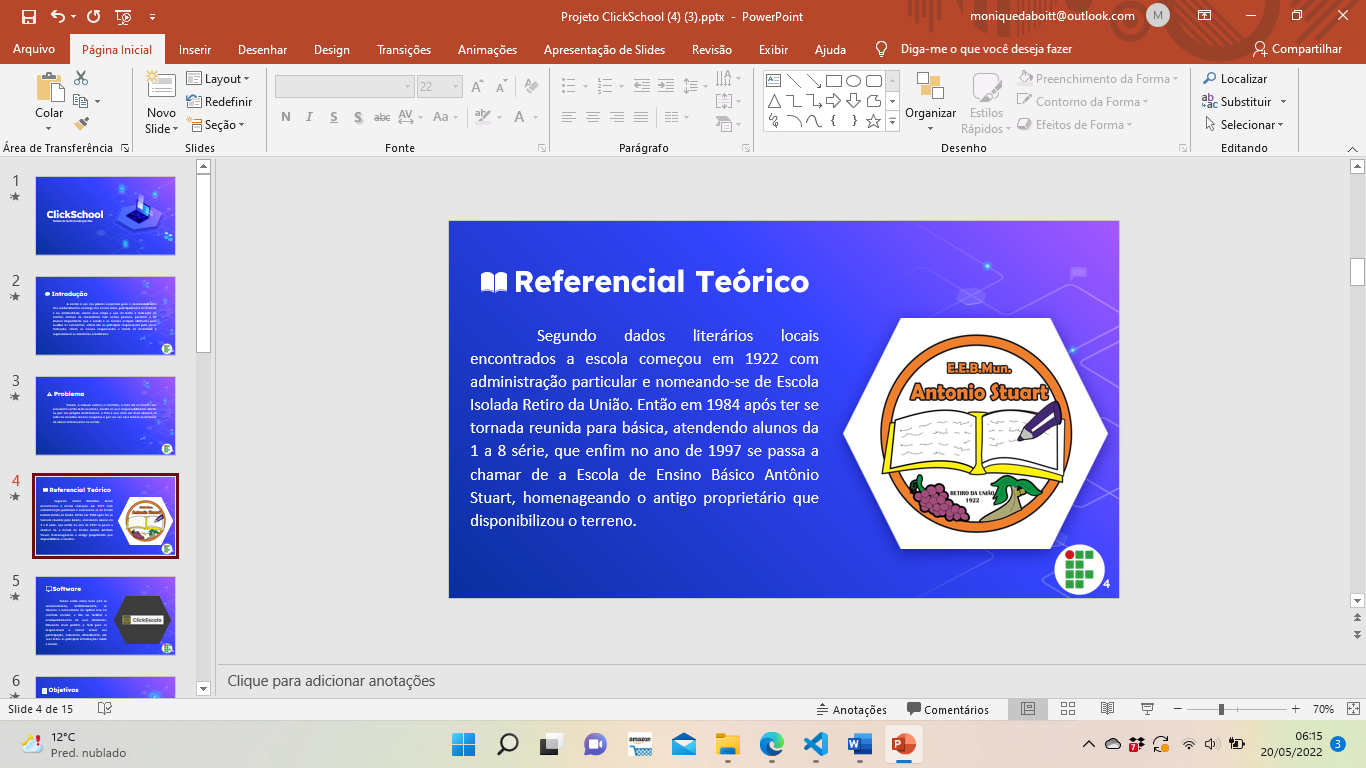 Projeto ClickSchool (4) (3).pptx - PowerPoint
moniquedaboitt@outlook.com
M
Arquivo
Página Inicial
Inserir
Desenhar
Design
Transições
Animações
Apresentação de Slides
Revisão
Exibir
Ajuda
Diga-me o que você deseja fazer
Compartilhar
Colar
Novo
Slide
Layout
Redefinir
Seção
22
N I S S abc AV Aa
A
Organizar
Estilos
Rápidos
Preenchimento da Forma
Contorno da Forma
Efeitos de Forma
Localizar
Substituir
Selecionar
Área de Transferência
Slides
Fonte
Parágrafo
Desenho
Editando
1
ClickSchool
2
Introdução
3
Problema
4
Referencial Teórico
5
Software
ClickEscola
6
Objetivos
Referencial Teórico
Segundo dados literários locais
encontrados a escola começou em 1922 com
administração particular e nomeando-se de Escola
Isolada Retiro da União. Então em 1984 após ter se
tornada reunida para básica, atendendo alunos da
1 a 8 série, que enfim no ano de 1997 se passa a
chamar de a Escola de Ensino Básico Antônio
Stuart, homenageando o antigo proprietário que
disponibilizou o terreno.
E.E.B.Mun.
Antonio Stuart
RETIRO DA UNIÃO
1922
4
Clique para adicionar anotações
Slide 4 de 15
Anotações
Comentários
70%
12°C
Pred. nublado
amazon
7
06:15
20/05/2022
3